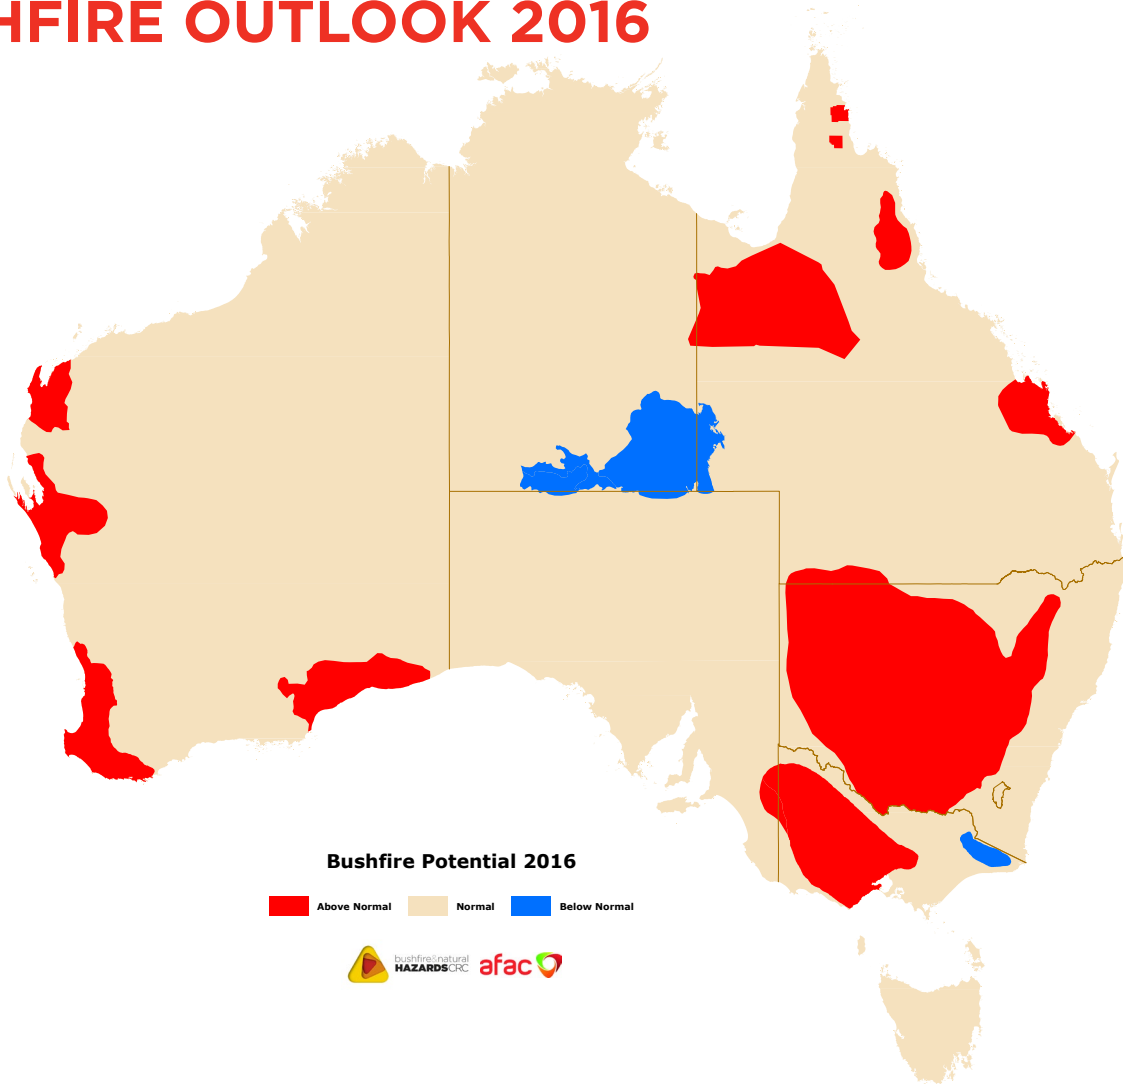 HFIRE OUTLOOK 2016
Bushfire Potential 2016
Above Normal Normal Below Normal
bushfire&natural
HAZARDSCRC
afac